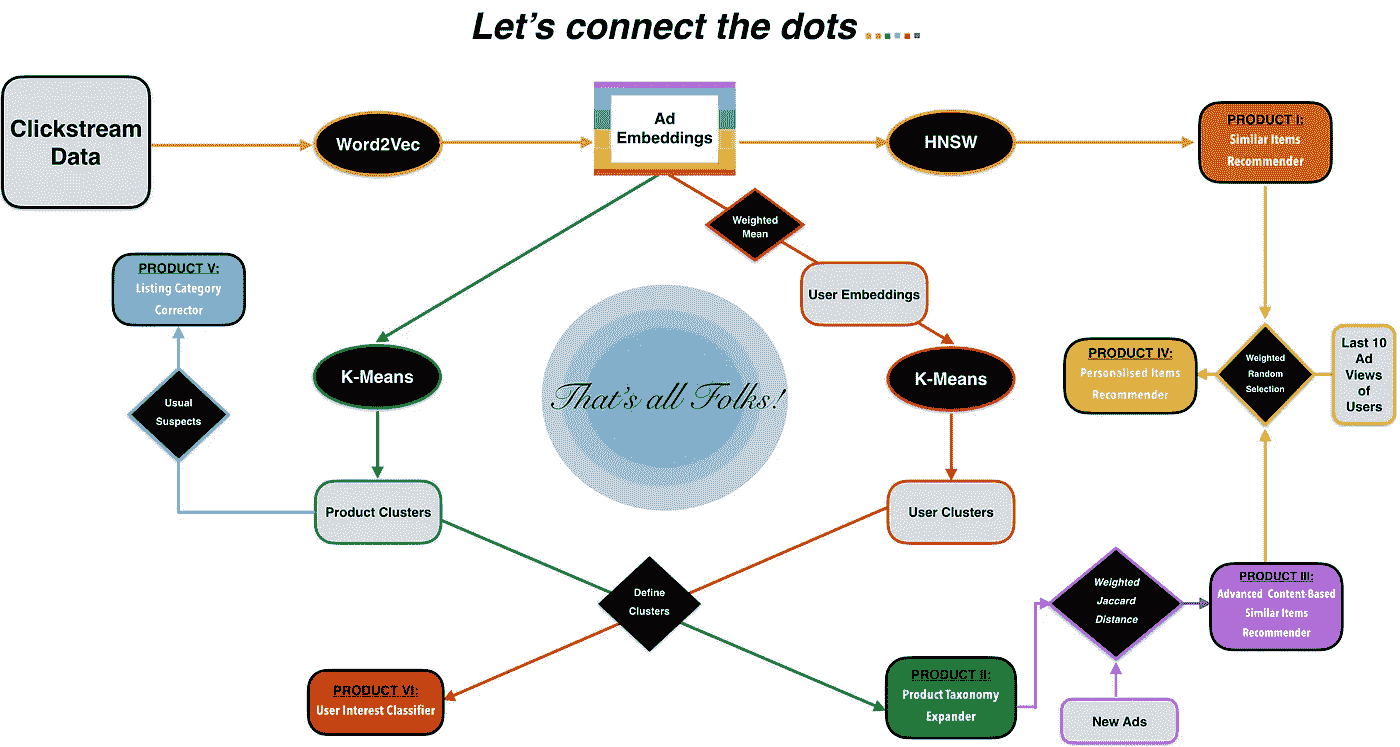 Let's connect the dots ......
Clickstream
Data
Word2Vec
Ad
Embeddings
HNSW
PRODUCT I:
Similar Items
Recommender
Weighted
Mean
PRODUCT V:
Listing Category
Corrector
User Embeddings
Usual
Suspects
K-Means
That's all Folks!
K-Means
PRODUCT IV:
Personalised Items
Recommender
Weighted
Random
Selection
Last 10
Ad
Views
of
Users
Product Clusters
User Clusters
Define
Clusters
Weighted
Jaccard
Distance
PRODUCT III:
Advanced Content-Based
Similar Items
Recommender
PRODUCT VI:
User Interest Classifier
PRODUCT II:
Product Taxonomy
Expander
New Ads